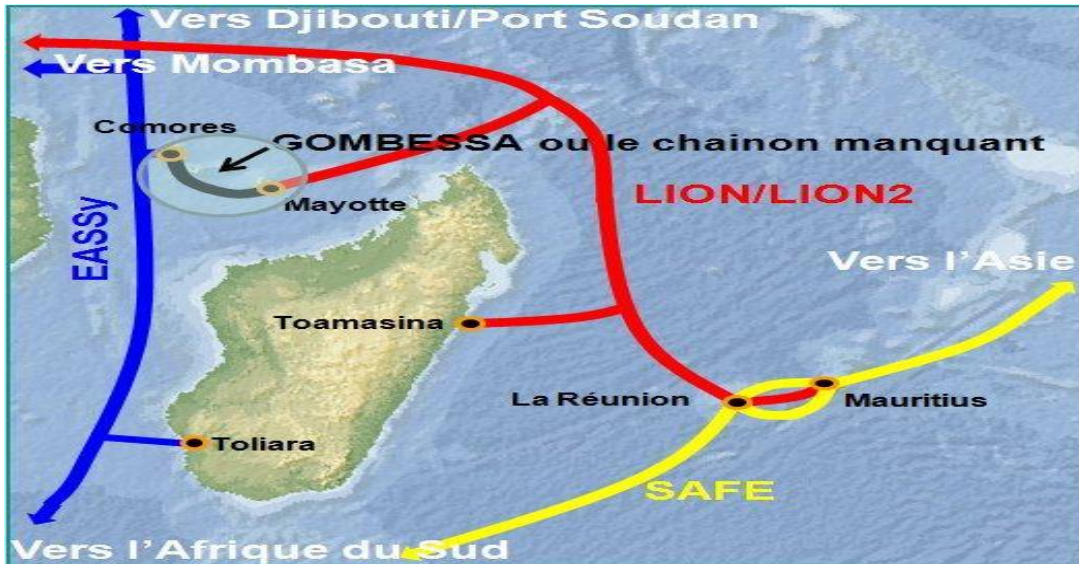 Vers Djibouti/Port Soudan
Vers Mombasa
Comores
GOMBESSA ou le chainon manquant
Mayotte
LION/LION2
EASSy
Vers l'Asie
Toamasina
La Réunion
Mauritius
Toliara
SAFE
Vers l'Afrique du Sud